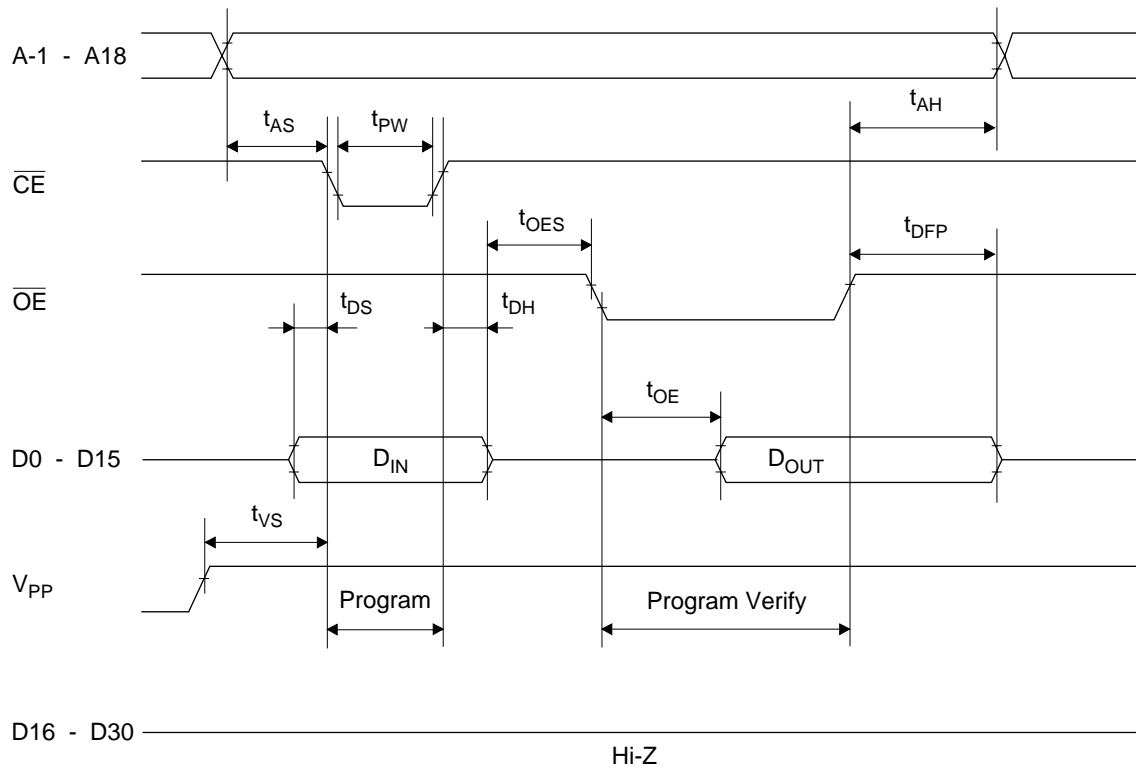 A-1 - A18
tAH
tAS
tPW
CE
tOES
tDFP
OE
tDS
tDH
tOE
D0 - D15
DIN
DOUT
tVS
VPP
Program
Program Verify
D16 - D30
Hi-Z